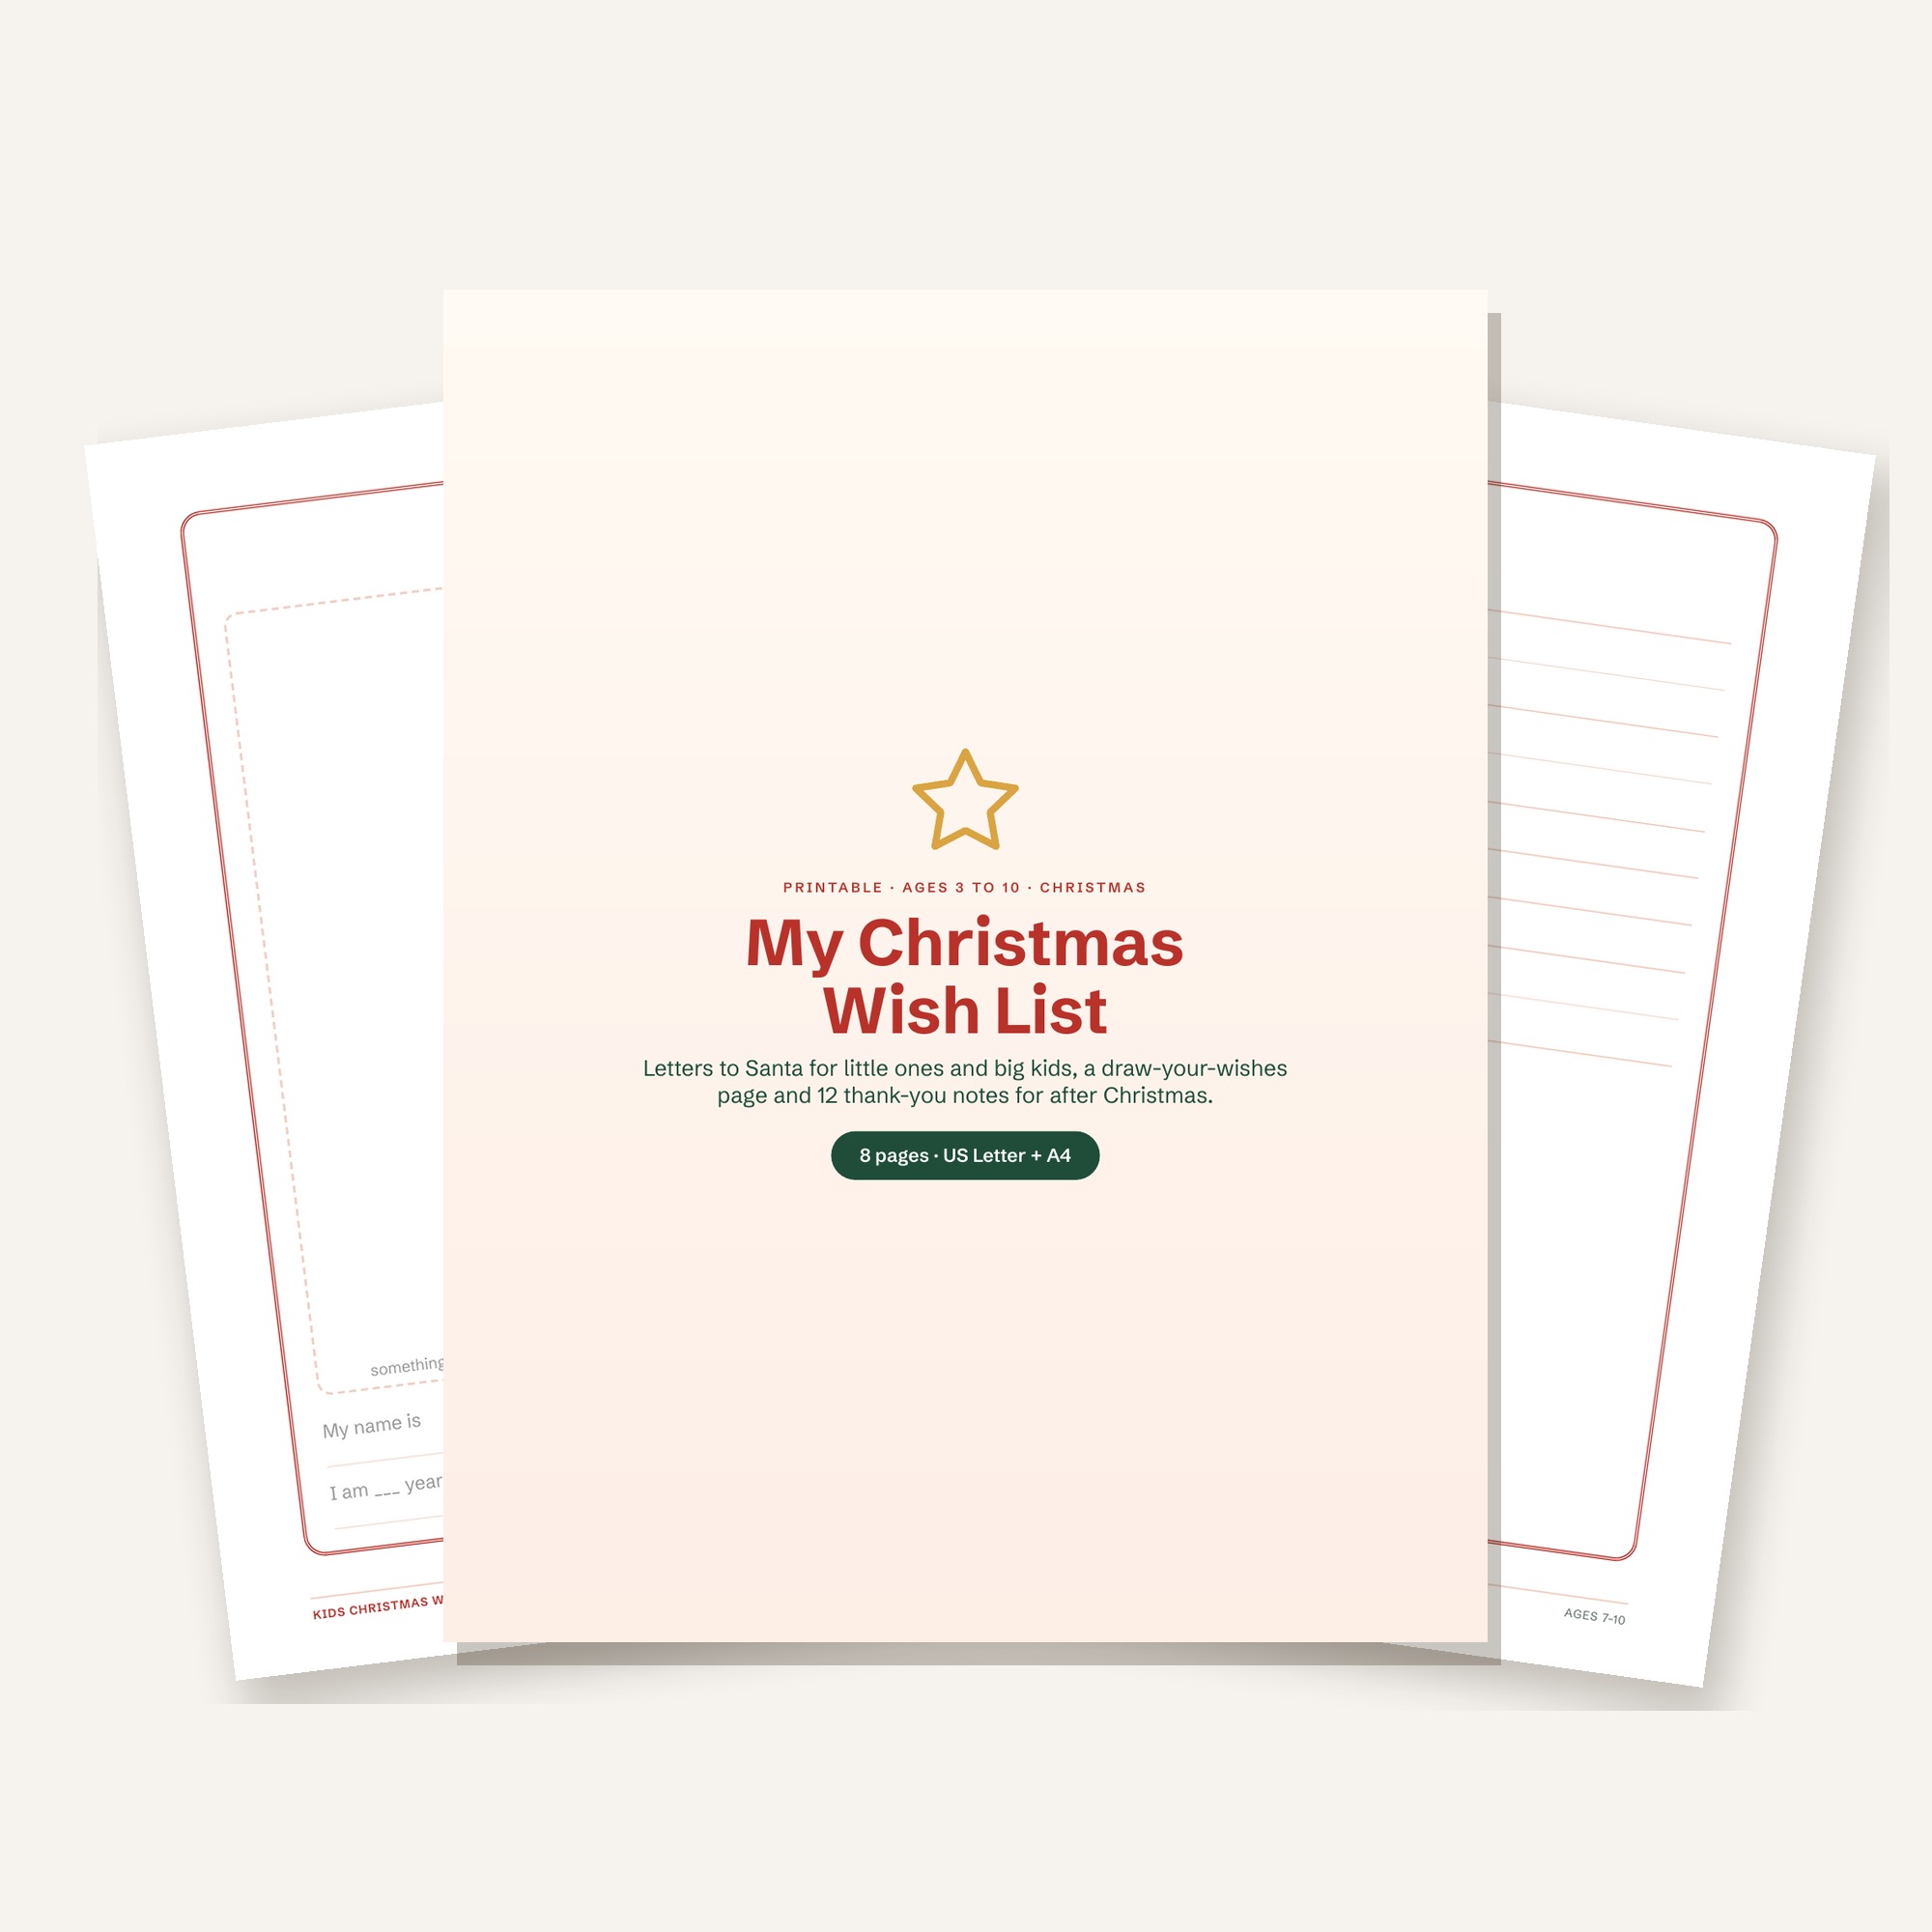 PRINTABLE · AGES 3 TO 10 · CHRISTMAS
My Christmas
Wish List
Letters to Santa for little ones and big kids, a draw-your-wishes
page and 12 thank-you notes for after Christmas.
8 pages · US Letter + A4
something
My name is
I am ___ year
KIDS CHRISTMAS W
AGES 7-10